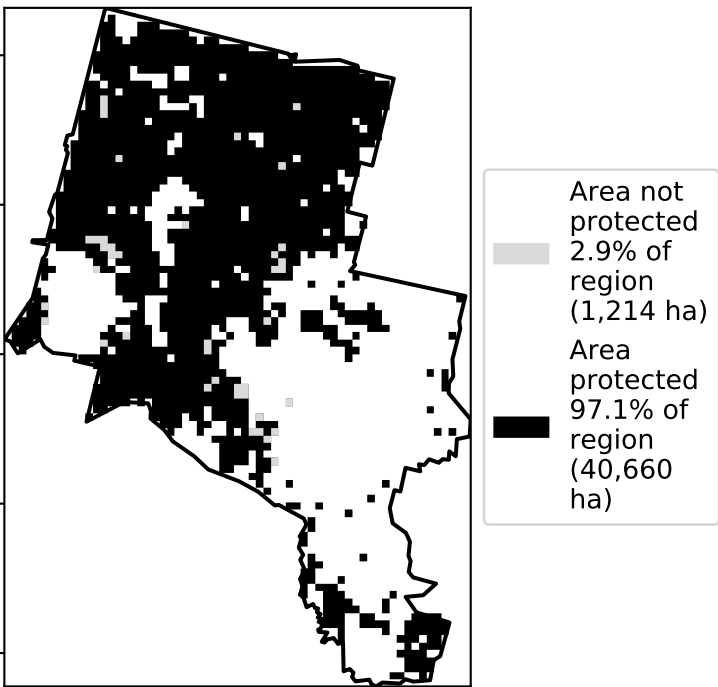 Area not
protected
2.9% of
region
(1,214 ha)
Area
protected
97.1% of
region
(40,660
ha)